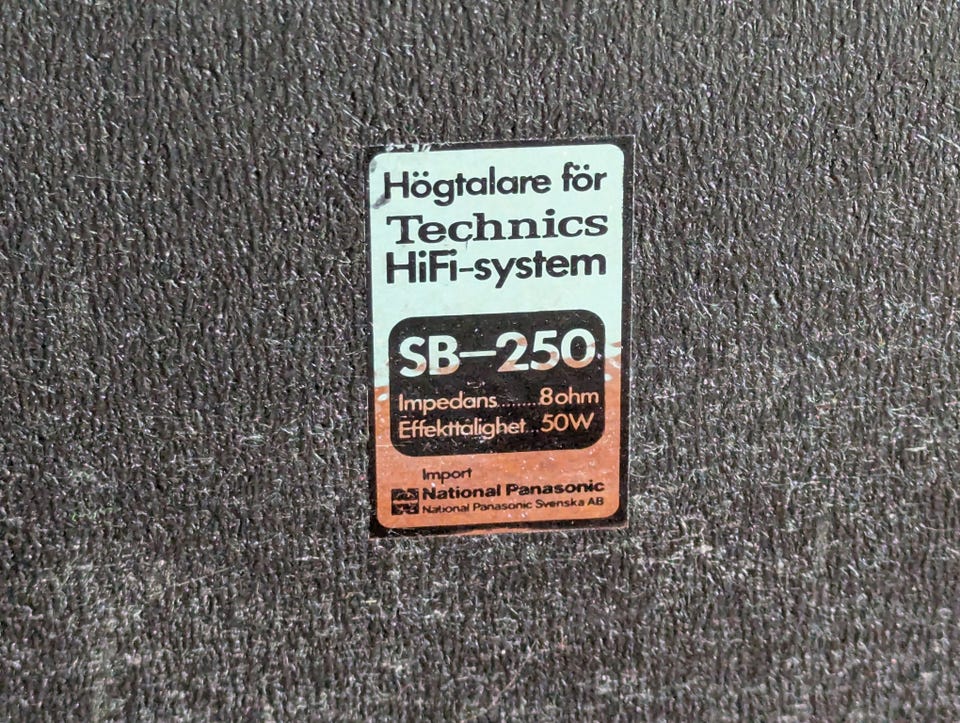 Högtalare för
Technics
HiFi-system
SB-250
Impedans........8ohm
Effekttålighet...50W
Import
National Panasonic
National Panasonic Svenska AB